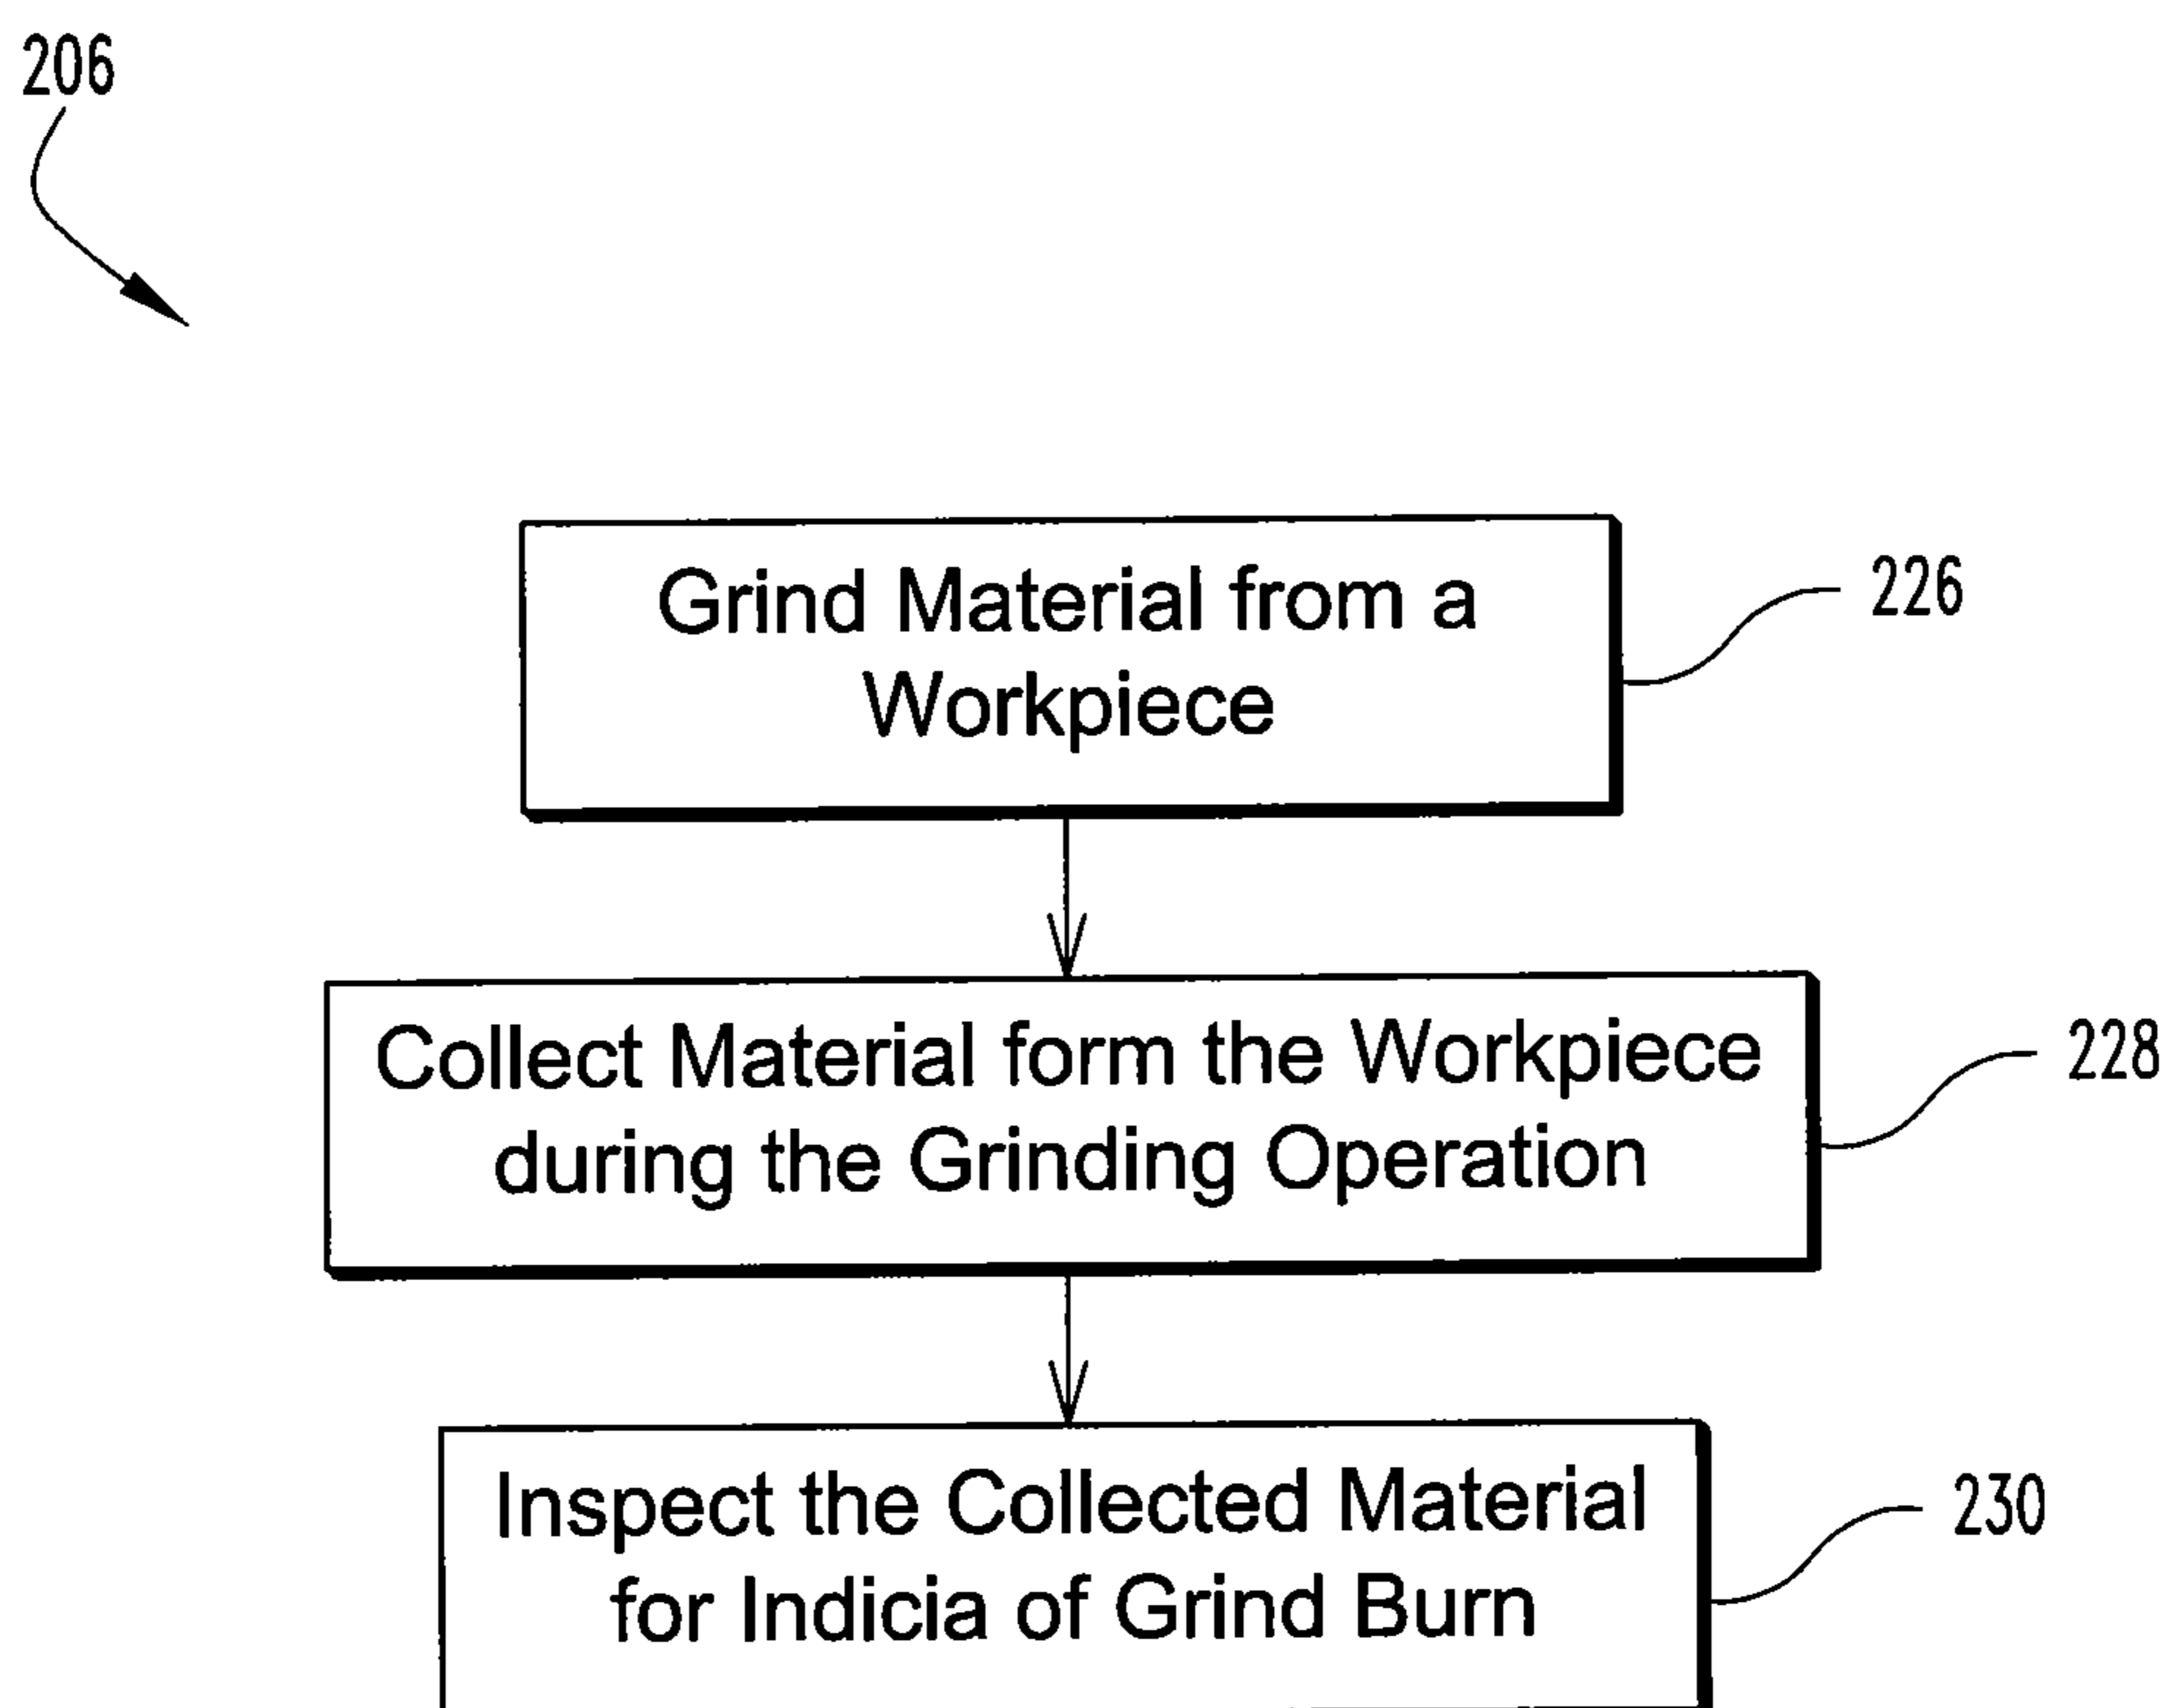 206
Grind Material from a
Workpiece
226
Collect Material form the Workpiece
during the Grinding Operation
228
Inspect the Collected Material
for Indicia of Grind Burn
230